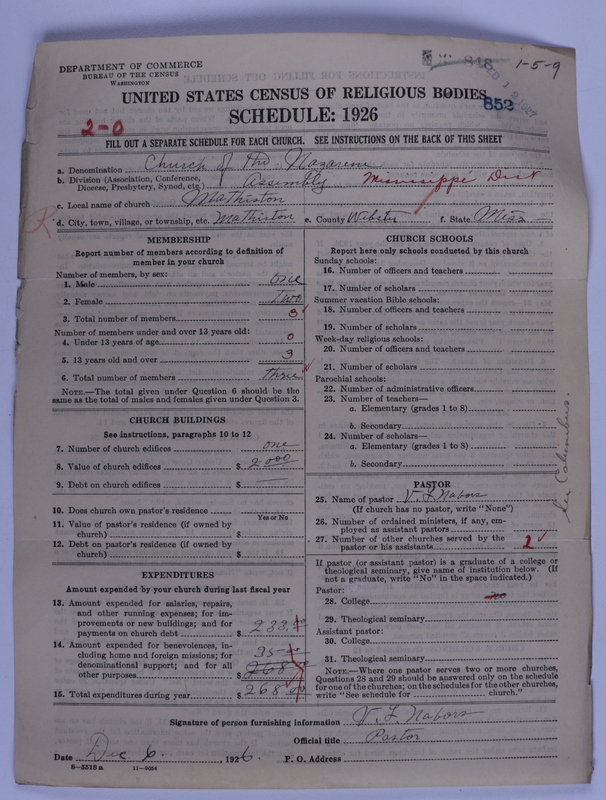 DEPARTMENT OF COMMERCE
BUREAU OF THE CENSUS
WASHINGTON
848 1-5-9
852
UNITED STATES CENSUS OF RELIGIOUS BODIES
SCHEDULE: 1926
2-0
FILL OUT A SEPARATE SCHEDULE FOR EACH CHURCH. SEE INSTRUCTIONS ON THE BACK OF THIS SHEET
a. Denomination Church of the Nazarene
b. Division (Association, Conference, Diocese, Presbytery, Synod, etc.) Assembly Mississippi Dist
c. Local name of church Mathiston
d. City, town, village, or township, etc. Mathiston e. County Webster f. State Miss
MEMBERSHIP
Report number of members according to definition of
member in your church
Number of members, by sex:
1. Male one
2. Female Two
3. Total number of members 3
Number of members under and over 13 years old:
4. Under 13 years of age 0
5. 13 years old and over 3
6. Total number of members three
NOTE.—The total given under Question 6 should be the
same as the total of males and females given under Question 3.
CHURCH BUILDINGS
See instructions, paragraphs 10 to 12
7. Number of church edifices one
8. Value of church edifices $ 2000
9. Debt on church edifices $ —
10. Does church own pastor's residence
Yes or No
11. Value of pastor's residence (if owned by
church) $
12. Debt on pastor's residence (if owned by
church) $
EXPENDITURES
Amount expended by your church during last fiscal year
13. Amount expended for salaries, repairs,
and other running expenses; for im-
provements or new buildings; and for
payments on church debt $ 233.00
14. Amount expended for benevolences, in-
cluding home and foreign missions; for
denominational support; and for all
other purposes $ 35 268
15. Total expenditures during year $ 268.00
CHURCH SCHOOLS
Report here only schools conducted by this church
Sunday schools:
16. Number of officers and teachers
17. Number of scholars
Summer vacation Bible schools:
18. Number of officers and teachers
19. Number of scholars
Week-day religious schools:
20. Number of officers and teachers
21. Number of scholars
Parochial schools:
22. Number of administrative officers
23. Number of teachers—
a. Elementary (grades 1 to 8)
b. Secondary
24. Number of scholars—
a. Elementary (grades 1 to 8)
b. Secondary
See Columbus.
PASTOR
25. Name of pastor V. L. Nabors
(If church has no pastor, write "None")
26. Number of ordained ministers, if any, em-
ployed as assistant pastors
27. Number of other churches served by the
pastor or his assistants 2
If pastor (or assistant pastor) is a graduate of a college or
theological seminary, give name of institution below. (If
not a graduate, write "No" in the space indicated.)
Pastor:
28. College no
29. Theological seminary
Assistant pastor:
30. College
31. Theological seminary
NOTE.—Where one pastor serves two or more churches,
Questions 28 and 29 should be answered only on the schedule
for one of the churches; on the schedules for the other churches,
write "See schedule for church."
Signature of person furnishing information V. L. Nabors
Official title Pastor
Date Dec 6, 1926. P. O. Address
8—5518 a 11—9054